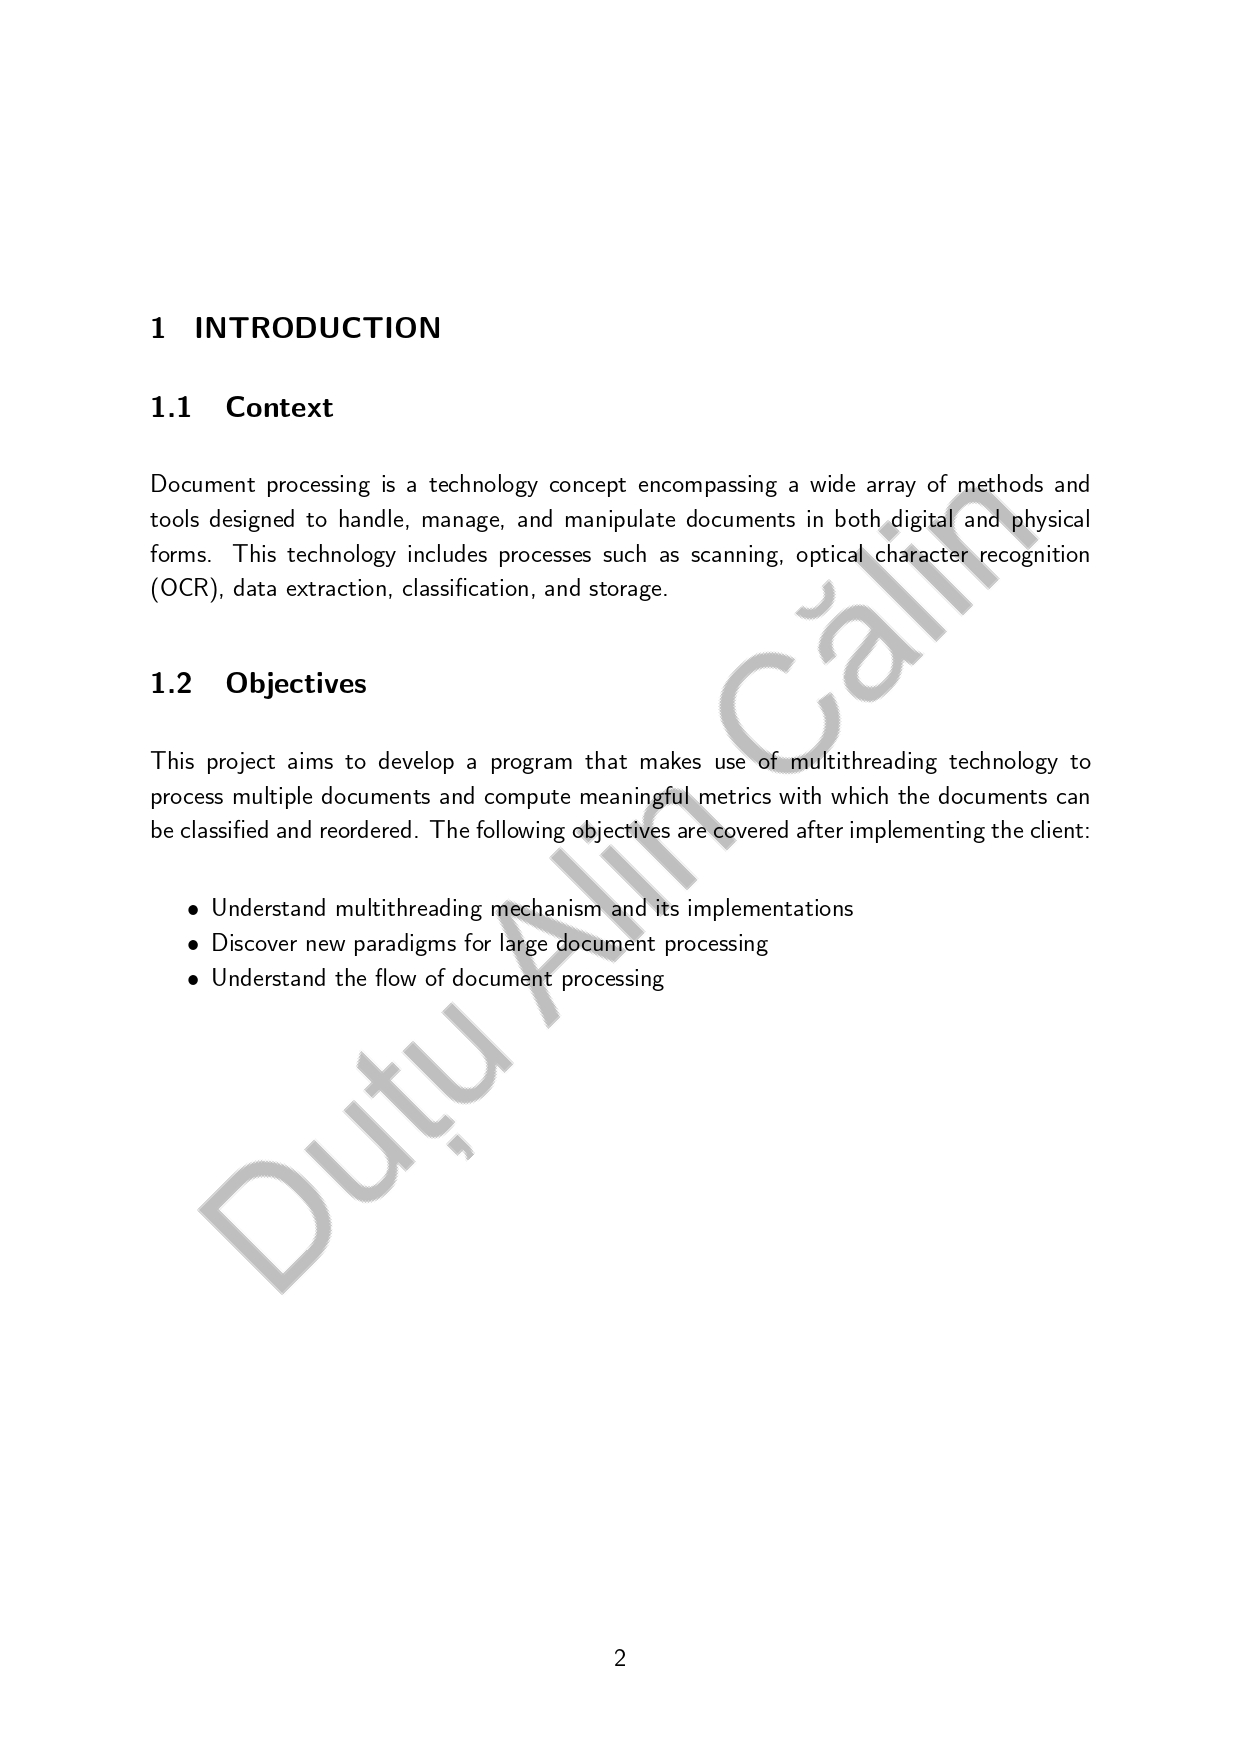 1 INTRODUCTION
1.1 Context
Document processing is a technology concept encompassing a wide array of methods and
tools designed to handle, manage, and manipulate documents in both digital and physical
forms. This technology includes processes such as scanning, optical character recognition
(OCR), data extraction, classification, and storage.
1.2 Objectives
This project aims to develop a program that makes use of multithreading technology to
process multiple documents and compute meaningful metrics with which the documents can
be classified and reordered. The following objectives are covered after implementing the client:
• Understand multithreading mechanism and its implementations
• Discover new paradigms for large document processing
• Understand the flow of document processing
Duțu Alin Călin
2